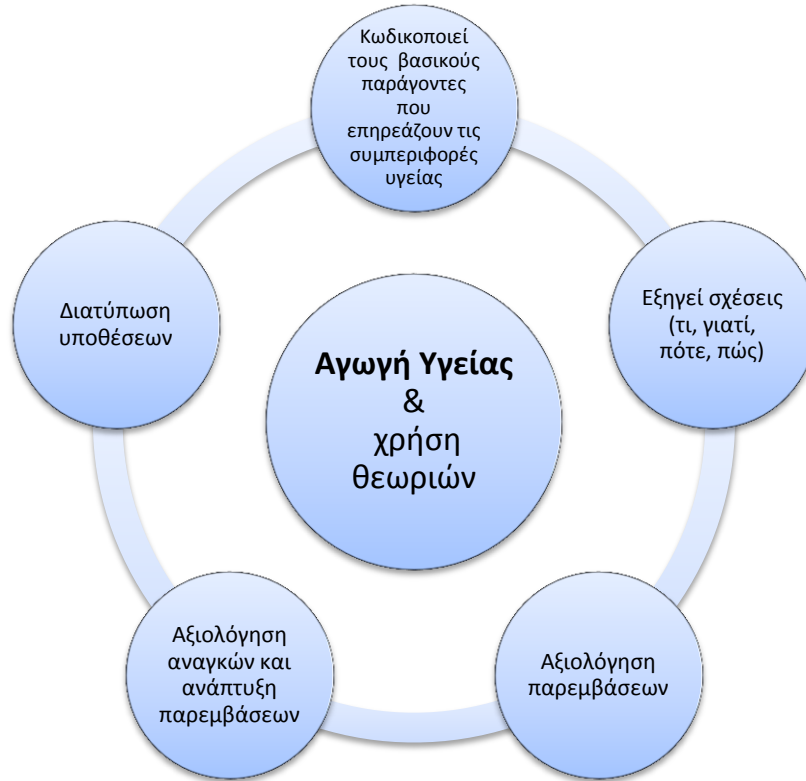 Κωδικοποιεί
τους βασικούς
παράγοντες
που
επηρεάζουν τις
συμπεριφορές
υγείας
Εξηγεί σχέσεις
(τι, γιατί,
πότε, πώς)
Αξιολόγηση
παρεμβάσεων
Αξιολόγηση
αναγκών και
ανάπτυξη
παρεμβάσεων
Διατύπωση
υποθέσεων
Αγωγή Υγείας
&
χρήση
θεωριών